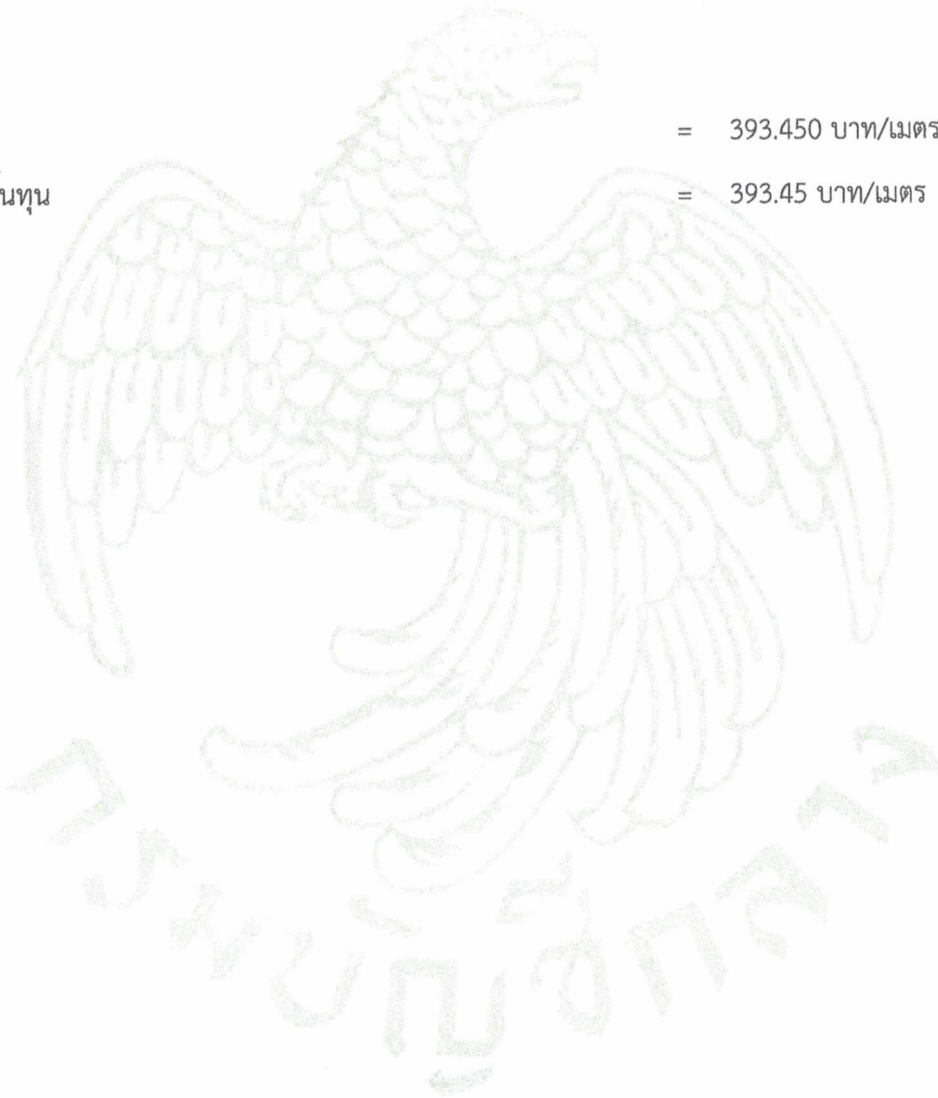 = 393.450 บาท/เมตร
นทุน = 393.45 บาท/เมตร
กรมบัญชีกลาง